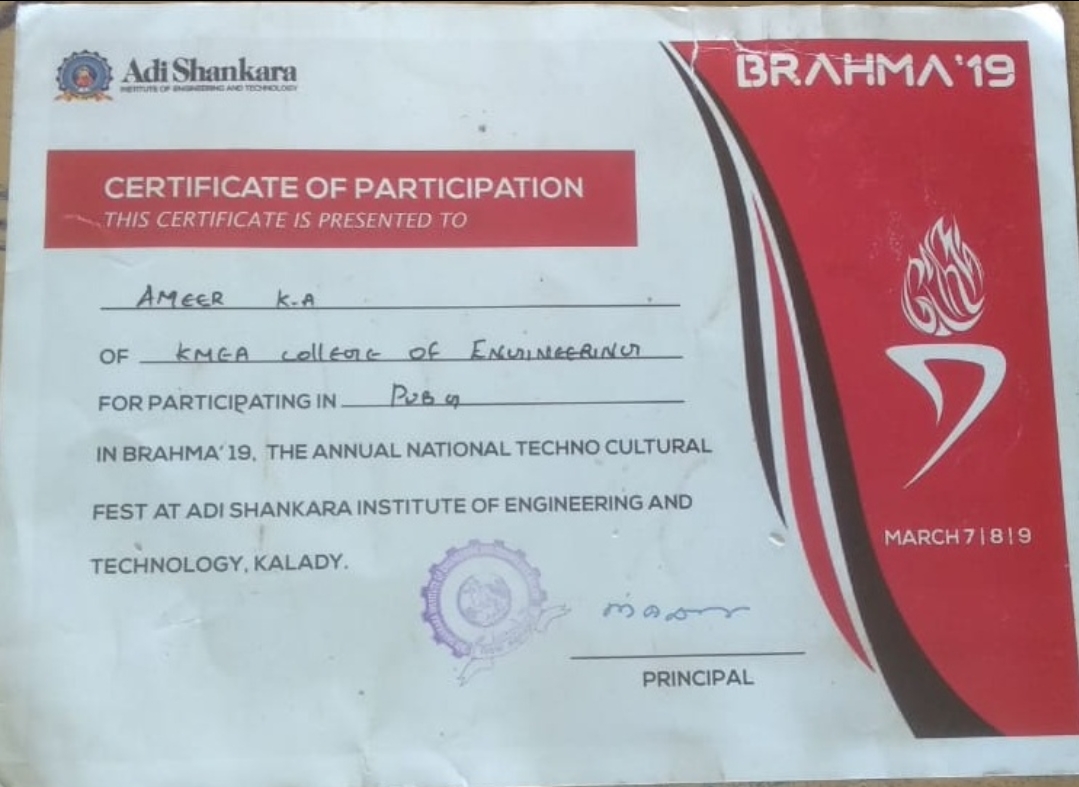 Adi Shankara
INSTITUTE OF ENGINEERING AND TECHNOLOGY
BRAHMA'19
CERTIFICATE OF PARTICIPATION
THIS CERTIFICATE IS PRESENTED TO
AMEER K.A
OF KMEA COLLEGE OF ENGINEERING
FOR PARTICIPATING IN PUBG
IN BRAHMA'19, THE ANNUAL NATIONAL TECHNO CULTURAL
FEST AT ADI SHANKARA INSTITUTE OF ENGINEERING AND
TECHNOLOGY, KALADY.
MARCH 7|8|9
PRINCIPAL